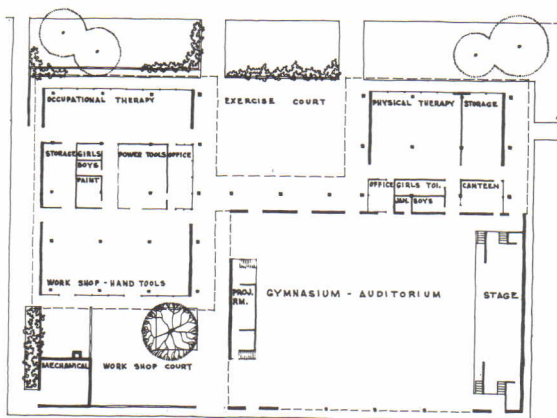 OCCUPATIONAL THERAPY
EXERCISE COURT
PHYSICAL THERAPY
STORAGE
STORAGE
GIRLS
BOYS
PAINT
POWER TOOLS
OFFICE
OFFICE
GIRLS TOI.
JAN.
BOYS
CANTEEN
WORK SHOP - HAND TOOLS
PROJ.
RM.
GYMNASIUM - AUDITORIUM
STAGE
MECHANICAL
WORK SHOP COURT